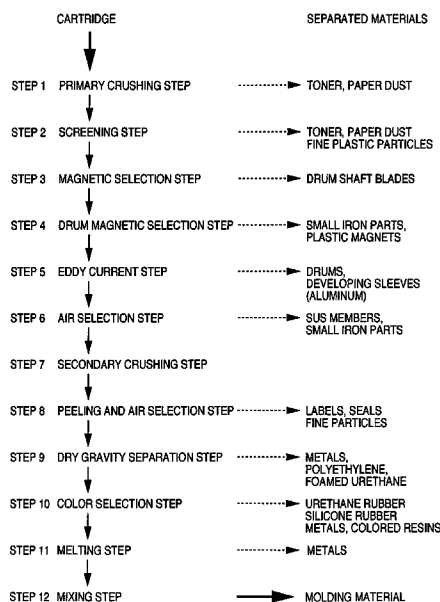 CARTRIDGE SEPARATED MATERIALS
STEP 1 PRIMARY CRUSHING STEP TONER, PAPER DUST
STEP 2 SCREENING STEP TONER, PAPER DUST
FINE PLASTIC PARTICLES
STEP 3 MAGNETIC SELECTION STEP DRUM SHAFT BLADES
STEP 4 DRUM MAGNETIC SELECTION STEP SMALL IRON PARTS,
PLASTIC MAGNETS
STEP 5 EDDY CURRENT STEP DRUMS,
DEVELOPING SLEEVES
(ALUMINUM)
STEP 6 AIR SELECTION STEP SUS MEMBERS,
SMALL IRON PARTS
STEP 7 SECONDARY CRUSHING STEP
STEP 8 PEELING AND AIR SELECTION STEP LABELS, SEALS
FINE PARTICLES
STEP 9 DRY GRAVITY SEPARATION STEP METALS,
POLYETHYLENE,
FOAMED URETHANE
STEP 10 COLOR SELECTION STEP URETHANE RUBBER
SILICONE RUBBER
METALS, COLORED RESINS
STEP 11 MELTING STEP METALS
STEP 12 MIXING STEP MOLDING MATERIAL